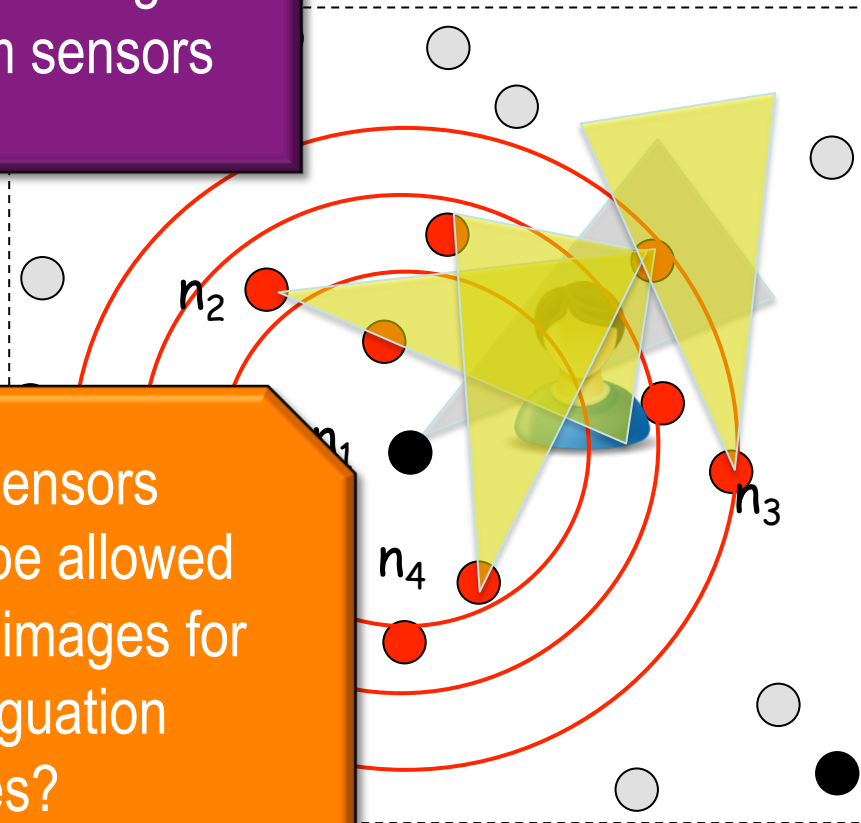 sensors
n2
n1
ensors
be allowed
images for
guation
es?
n4
n3